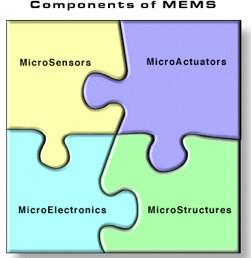 Components of MEMS
MicroSensors
MicroActuators
MicroElectronics
MicroStructures